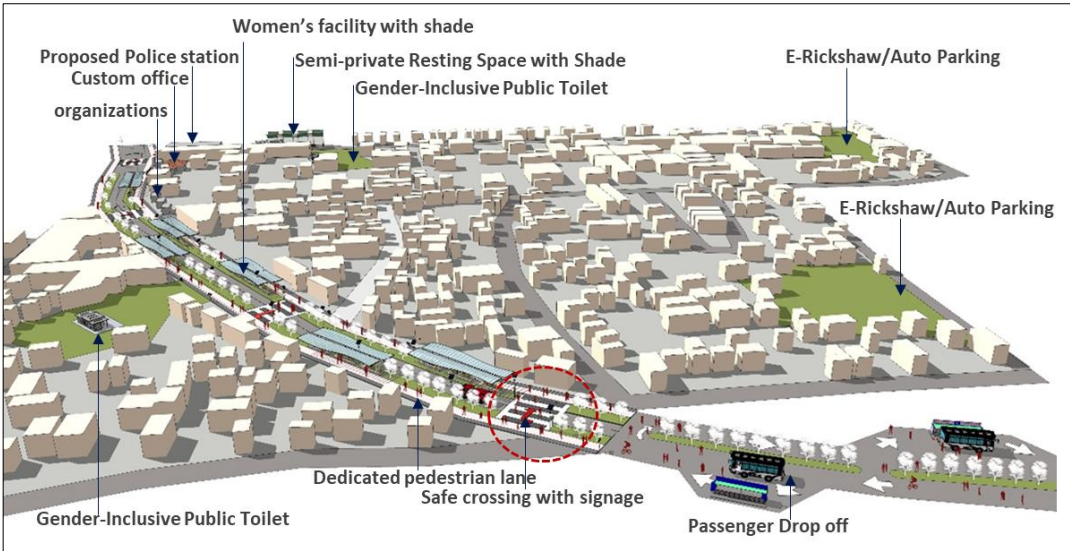 Women's facility with shade
Proposed Police station
Custom office
organizations
Semi-private Resting Space with Shade
Gender-Inclusive Public Toilet
E-Rickshaw/Auto Parking
E-Rickshaw/Auto Parking
Dedicated pedestrian lane
Safe crossing with signage
Gender-Inclusive Public Toilet
Passenger Drop off